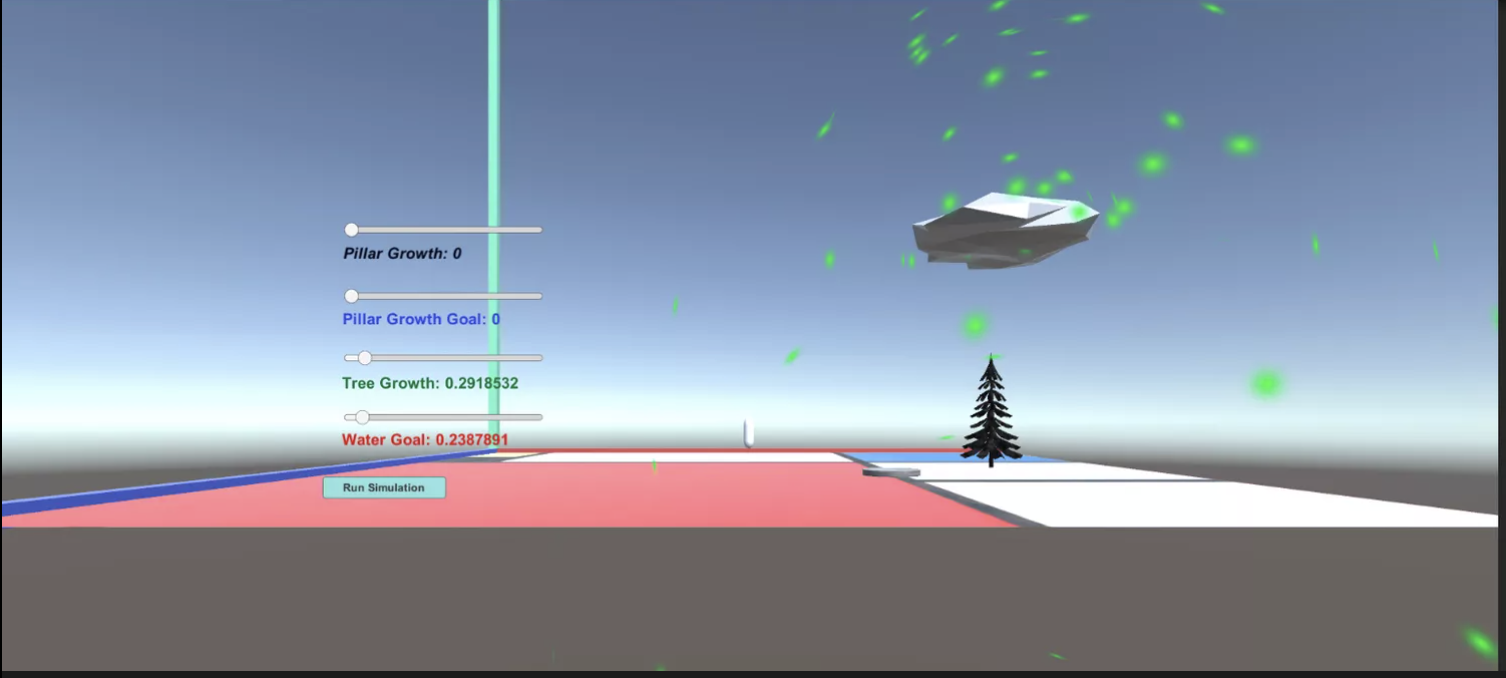 Pillar Growth: 0
Pillar Growth Goal: 0
Tree Growth: 0.2918532
Water Goal: 0.2387891
Run Simulation